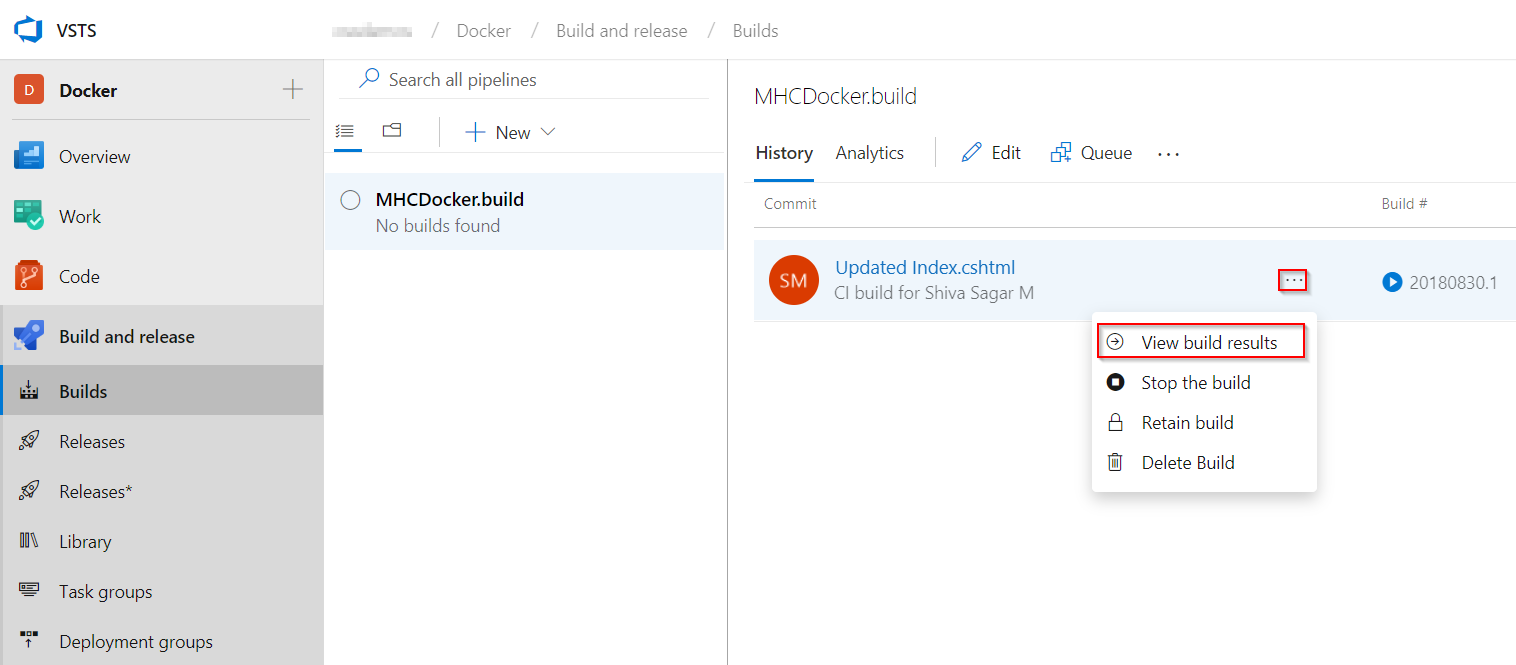 VSTS
/ Docker / Build and release / Builds
D Docker
Overview
Work
Code
Build and release
Builds
Releases
Releases*
Library
Task groups
Deployment groups
Search all pipelines
New
MHCDocker.build
No builds found
MHCDocker.build
History Analytics Edit Queue ...
Commit Build #
SM
Updated Index.cshtml
CI build for Shiva Sagar M
... 20180830.1
View build results
Stop the build
Retain build
Delete Build